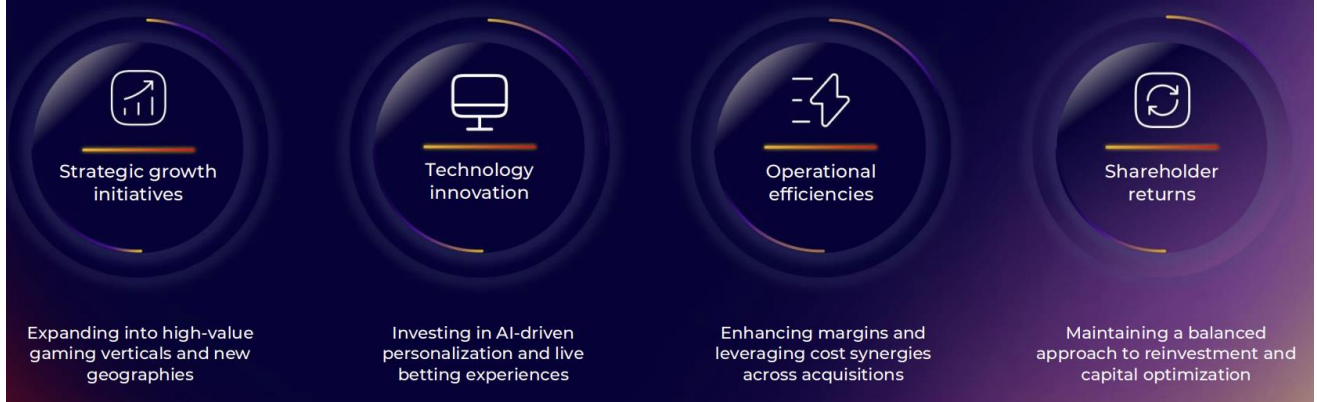 Strategic growth
initiatives
Technology
innovation
Operational
efficiencies
Shareholder
returns
Expanding into high-value
gaming verticals and new
geographies
Investing in AI-driven
personalization and live
betting experiences
Enhancing margins and
leveraging cost synergies
across acquisitions
Maintaining a balanced
approach to reinvestment and
capital optimization